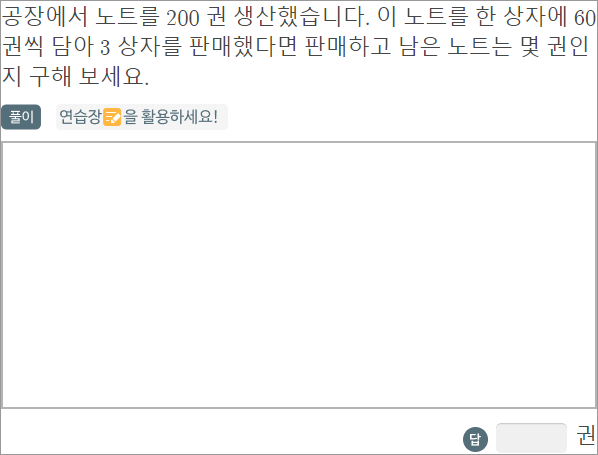 공장에서 노트를 200 권 생산했습니다. 이 노트를 한 상자에 60
권씩 담아 3 상자를 판매했다면 판매하고 남은 노트는 몇 권인
지 구해 보세요.
풀이 연습장을 활용하세요!
답 권